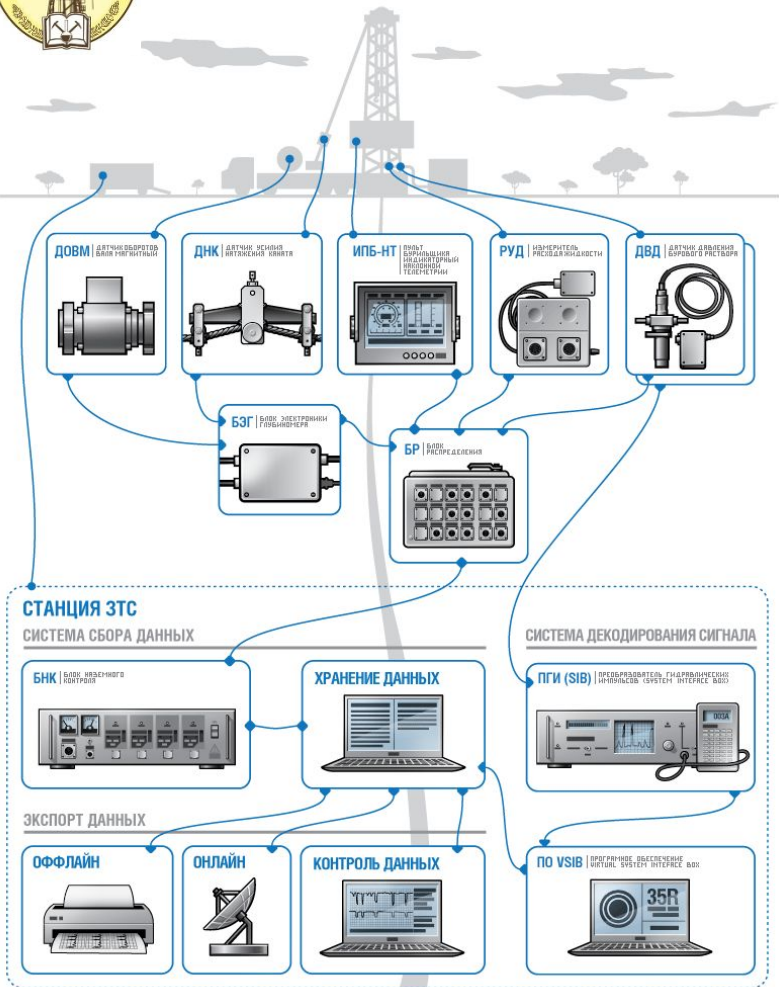 ДОВМ
ДАТЧИК ОБОРОТОВ
ВАЛА МАГНИТНЫЙ
ДНК
ДАТЧИК УСИЛИЯ
НАТЯЖЕНИЯ КАНАТА
ИПБ-НТ
ПУЛЬТ
БУРИЛЬЩИКА
ИНДИКАТОРНЫЙ
НАКЛОННОЙ
ТЕЛЕМЕТРИИ
РУД
ИЗМЕРИТЕЛЬ
РАСХОДА ЖИДКОСТИ
ДВД
ДАТЧИК ДАВЛЕНИЯ
БУРОВОГО РАСТВОРА
БЭГ
БЛОК ЭЛЕКТРОНИКИ
ГЛУБИНОМЕРА
БР
БЛОК
РАСПРЕДЕЛЕНИЯ
СТАНЦИЯ ЗТС
СИСТЕМА СБОРА ДАННЫХ
СИСТЕМА ДЕКОДИРОВАНИЯ СИГНАЛА
БНК
БЛОК НАЗЕМНОГО
КОНТРОЛЯ
ХРАНЕНИЕ ДАННЫХ
ПГИ (SIB)
ПРЕОБРАЗОВАТЕЛЬ ГИДРАВЛИЧЕСКИХ
ИМПУЛЬСОВ (SYSTEM INTEFACE BOX)
003A
ЭКСПОРТ ДАННЫХ
ОФФЛАЙН
ОНЛАЙН
КОНТРОЛЬ ДАННЫХ
ПО VSIB
ПРОГРАМНОЕ ОБЕСПЕЧЕНИЕ
VIRTUAL SYSTEM INTEFACE BOX
35R